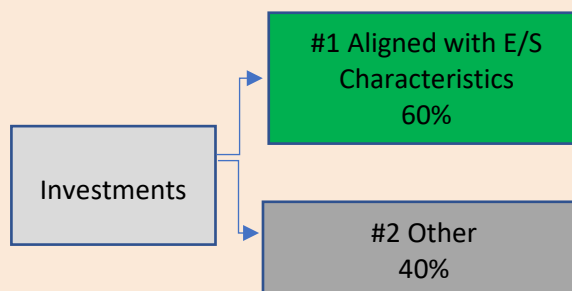 #1 Aligned with E/S
Characteristics
60%
Investments
#2 Other
40%